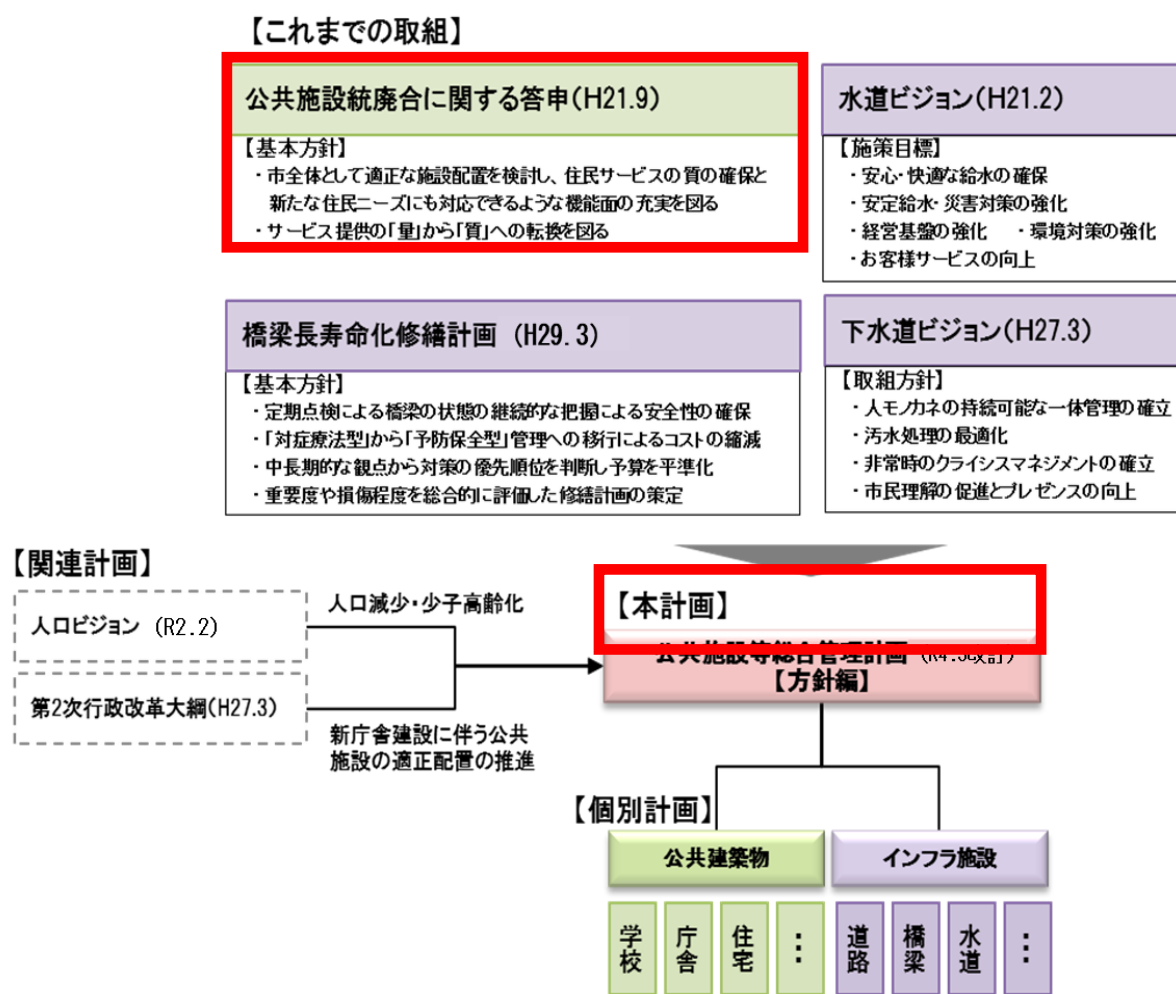 【これまでの取組】
公共施設統廃合に関する答申(H21.9)
【基本方針】
・市全体として適正な施設配置を検討し、住民サービスの質の確保と
新たな住民ニーズにも対応できるような機能面の充実を図る
・サービス提供の「量」から「質」への転換を図る
水道ビジョン(H21.2)
【施策目標】
・安心・快適な給水の確保
・安定給水・災害対策の強化
・経営基盤の強化 ・環境対策の強化
・お客様サービスの向上
橋梁長寿命化修繕計画 (H29.3)
【基本方針】
・定期点検による橋梁の状態の継続的な把握による安全性の確保
・「対症療法型」から「予防保全型」管理への移行によるコストの縮減
・中長期的な観点から対策の優先順位を判断し予算を平準化
・重要度や損傷程度を総合的に評価した修繕計画の策定
下水道ビジョン(H27.3)
【取組方針】
・人モノカネの持続可能な一体管理の確立
・汚水処理の最適化
・非常時のクライシスマネジメントの確立
・市民理解の促進とプレゼンスの向上
【関連計画】
人口ビジョン (R2.2)
第2次行政改革大綱(H27.3)
人口減少・少子高齢化
新庁舎建設に伴う公共
施設の適正配置の推進
【本計画】
公共施設等総合管理計画
【方針編】
【個別計画】
公共建築物
インフラ施設
学校
庁舎
住宅
⋮
道路
橋梁
水道
⋮